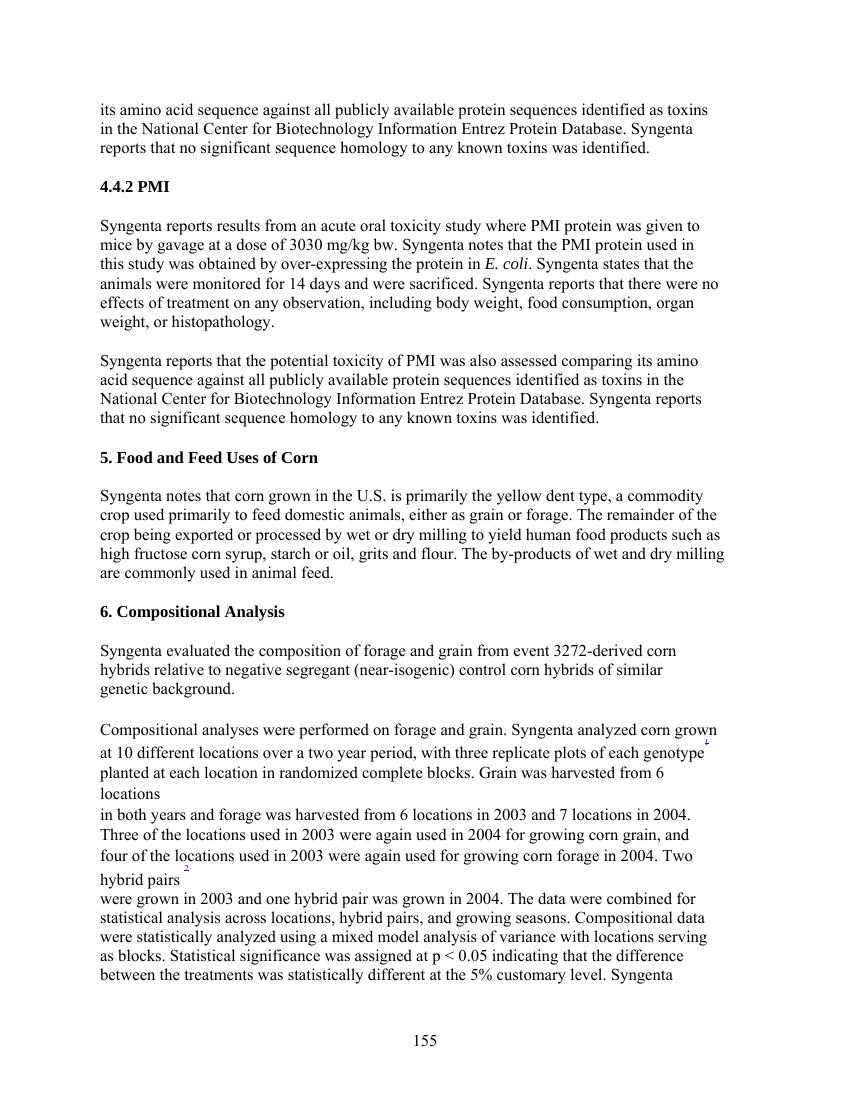 its amino acid sequence against all publicly available protein sequences identified as toxins
in the National Center for Biotechnology Information Entrez Protein Database. Syngenta
reports that no significant sequence homology to any known toxins was identified.
4.4.2 PMI
Syngenta reports results from an acute oral toxicity study where PMI protein was given to
mice by gavage at a dose of 3030 mg/kg bw. Syngenta notes that the PMI protein used in
this study was obtained by over-expressing the protein in E. coli. Syngenta states that the
animals were monitored for 14 days and were sacrificed. Syngenta reports that there were no
effects of treatment on any observation, including body weight, food consumption, organ
weight, or histopathology.
Syngenta reports that the potential toxicity of PMI was also assessed comparing its amino
acid sequence against all publicly available protein sequences identified as toxins in the
National Center for Biotechnology Information Entrez Protein Database. Syngenta reports
that no significant sequence homology to any known toxins was identified.
5. Food and Feed Uses of Corn
Syngenta notes that corn grown in the U.S. is primarily the yellow dent type, a commodity
crop used primarily to feed domestic animals, either as grain or forage. The remainder of the
crop being exported or processed by wet or dry milling to yield human food products such as
high fructose corn syrup, starch or oil, grits and flour. The by-products of wet and dry milling
are commonly used in animal feed.
6. Compositional Analysis
Syngenta evaluated the composition of forage and grain from event 3272-derived corn
hybrids relative to negative segregant (near-isogenic) control corn hybrids of similar
genetic background.
Compositional analyses were performed on forage and grain. Syngenta analyzed corn grown
at 10 different locations over a two year period, with three replicate plots of each genotype 1
planted at each location in randomized complete blocks. Grain was harvested from 6
locations
in both years and forage was harvested from 6 locations in 2003 and 7 locations in 2004.
Three of the locations used in 2003 were again used in 2004 for growing corn grain, and
four of the locations used in 2003 were again used for growing corn forage in 2004. Two
hybrid pairs 2
were grown in 2003 and one hybrid pair was grown in 2004. The data were combined for
statistical analysis across locations, hybrid pairs, and growing seasons. Compositional data
were statistically analyzed using a mixed model analysis of variance with locations serving
as blocks. Statistical significance was assigned at p < 0.05 indicating that the difference
between the treatments was statistically different at the 5% customary level. Syngenta
155